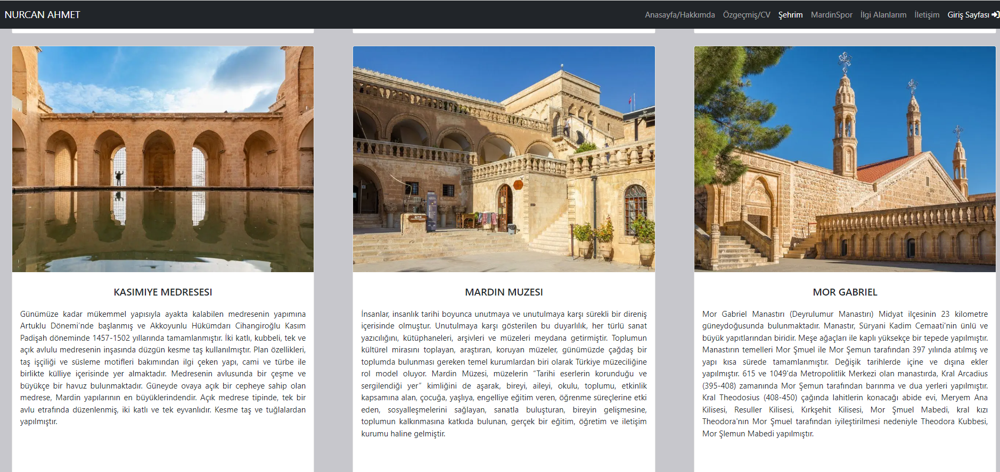 NURCAN AHMET
Anasayfa/Hakkımda Özgeçmiş/CV Şehrim MardinSpor İlgi Alanlarım İletişim Giriş Sayfası
KASIMIYE MEDRESESI
Günümüze kadar mükemmel yapısıyla ayakta kalabilen medresenin yapımına
Artuklu Dönemi’nde başlanmış ve Akkoyunlu Hükümdarı Cihangiroğlu Kasım
Padişah döneminde 1457-1502 yıllarında tamamlanmıştır. İki katlı, kubbeli, tek ve
açık avlulu medresenin inşasında düzgün kesme taş kullanılmıştır. Plan özellikleri,
taş işçiliği ve süsleme motifleri bakımından ilgi çeken yapı, cami ve türbe ile
birlikte külliye içerisinde yer almaktadır. Medresenin avlusunda bir çeşme ve
büyükçe bir havuz bulunmaktadır. Güneyde ovaya açık bir cepheye sahip olan
medrese, Mardin yapılarının en büyüklerindendir. Açık medrese tipinde, tek bir
avlu etrafında düzenlenmiş, iki katlı ve tek eyvanlıdır. Kesme taş ve tuğlalardan
yapılmıştır.
MARDIN MUZESI
İnsanlar, insanlık tarihi boyunca unutmaya ve unutulmaya karşı sürekli bir direniş
içerisinde olmuştur. Unutulmaya karşı gösterilen bu duyarlılık, her türlü sanat
yazıcılığını, kütüphaneleri, arşivleri ve müzeleri meydana getirmiştir. Toplumun
kültürel mirasını toplayan, araştıran, koruyan müzeler, günümüzde çağdaş bir
toplumda bulunması gereken temel kurumlardan biri olarak Türkiye müzeciliğine
rol model oluyor. Mardin Müzesi, müzelerin “Tarihi eserlerin korunduğu ve
sergilendiği yer” kimliğini de aşarak, bireyi, aileyi, okulu, toplumu, etkinlik
kapsamına alan, çocuğa, yaşlıya, engelliye eğitim veren, öğrenme süreçlerine etki
eden, sosyalleşmelerini sağlayan, sanatla buluşturan, bireyin gelişmesine,
toplumun kalkınmasına katkıda bulunan, gerçek bir eğitim, öğretim ve iletişim
kurumu haline gelmiştir.
MOR GABRIEL
Mor Gabriel Manastırı (Deyrulumur Manastırı) Midyat ilçesinin 23 kilometre
güneydoğusunda bulunmaktadır. Manastır, Süryani Kadim Cemaati'nin ünlü ve
büyük yapıtlarından biridir. Meşe ağaçları ile kaplı yüksekçe bir tepede yapılmıştır.
Manastırın temelleri Mor Şmuel ile Mor Şemun tarafından 397 yılında atılmış ve
yapı kısa sürede tamamlanmıştır. Değişik tarihlerde içine ve dışına ekler
yapılmıştır. 615 ve 1049'da Metropolitlik Merkezi olan manastırda, Kral Arcadius
(395-408) zamanında Mor Şemun tarafından barınma ve dua yerleri yapılmıştır.
Kral Theodosius (408-450) çağında lahitlerin konacağı abide evi, Meryem Ana
Kilisesi, Resuller Kilisesi, Kırkşehit Kilisesi, Mor Şmuel Mabedi, kral kızı
Theodora'nın Mor Şmuel tarafından iyileştirilmesi nedeniyle Theodora Kubbesi,
Mor Şlemun Mabedi yapılmıştır.